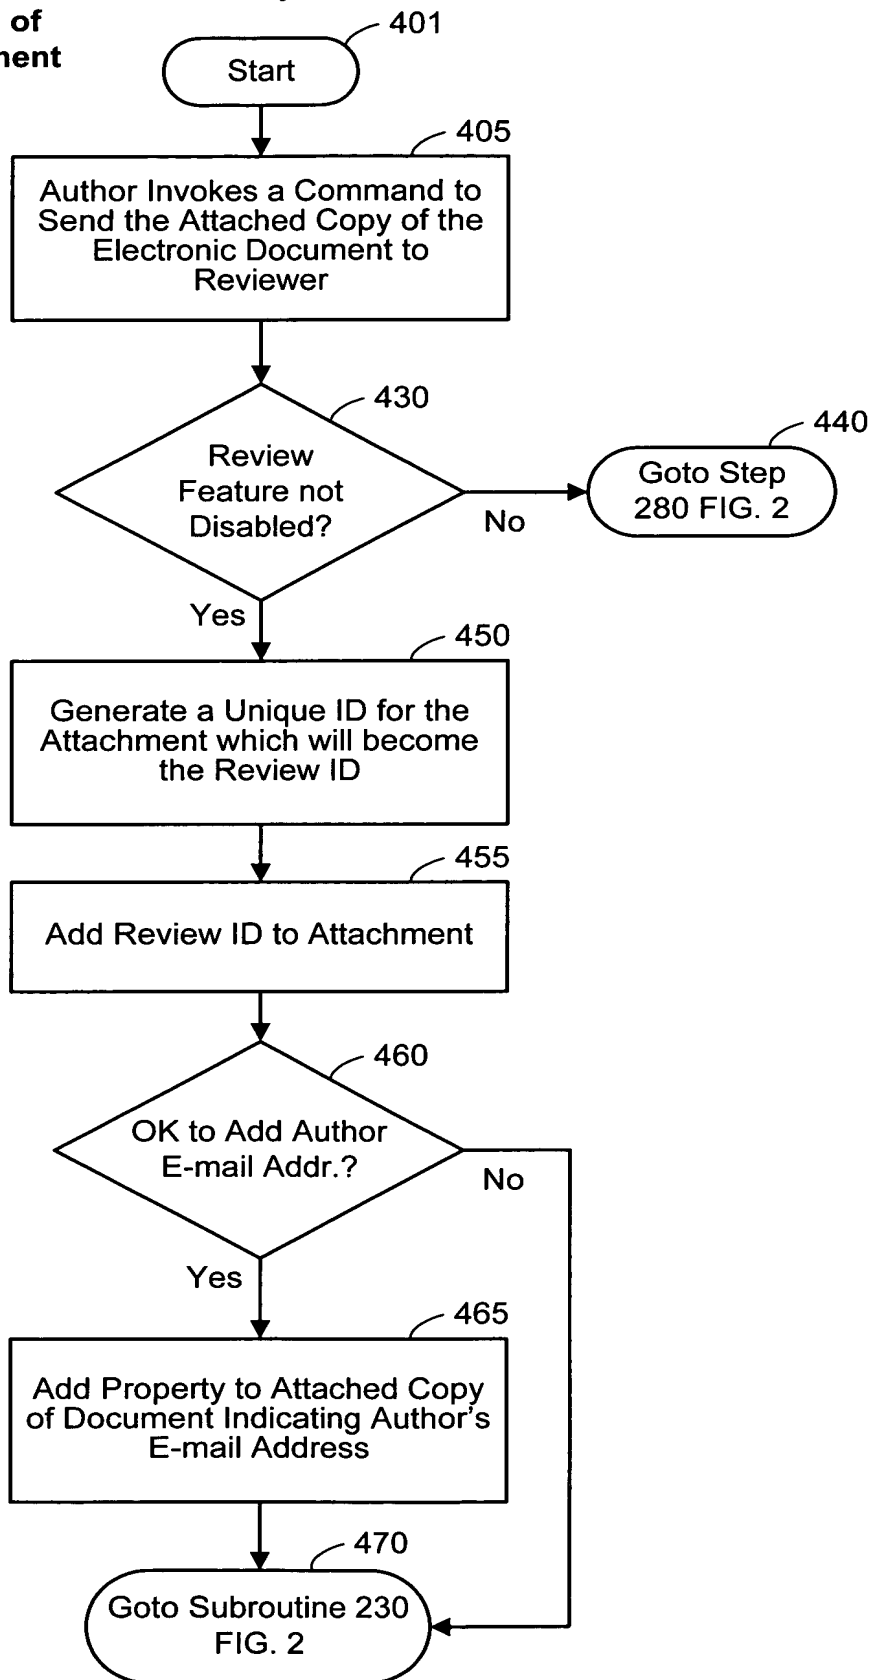 of
401
Start
405
Author Invokes a Command to
Send the Attached Copy of the
Electronic Document to
Reviewer
430
Review
Feature not
Disabled?
No
440
Goto Step
280 FIG. 2
Yes
450
Generate a Unique ID for the
Attachment which will become
the Review ID
455
Add Review ID to Attachment
460
OK to Add Author
E-mail Addr.?
No
Yes
465
Add Property to Attached Copy
of Document Indicating Author's
E-mail Address
470
Goto Subroutine 230
FIG. 2